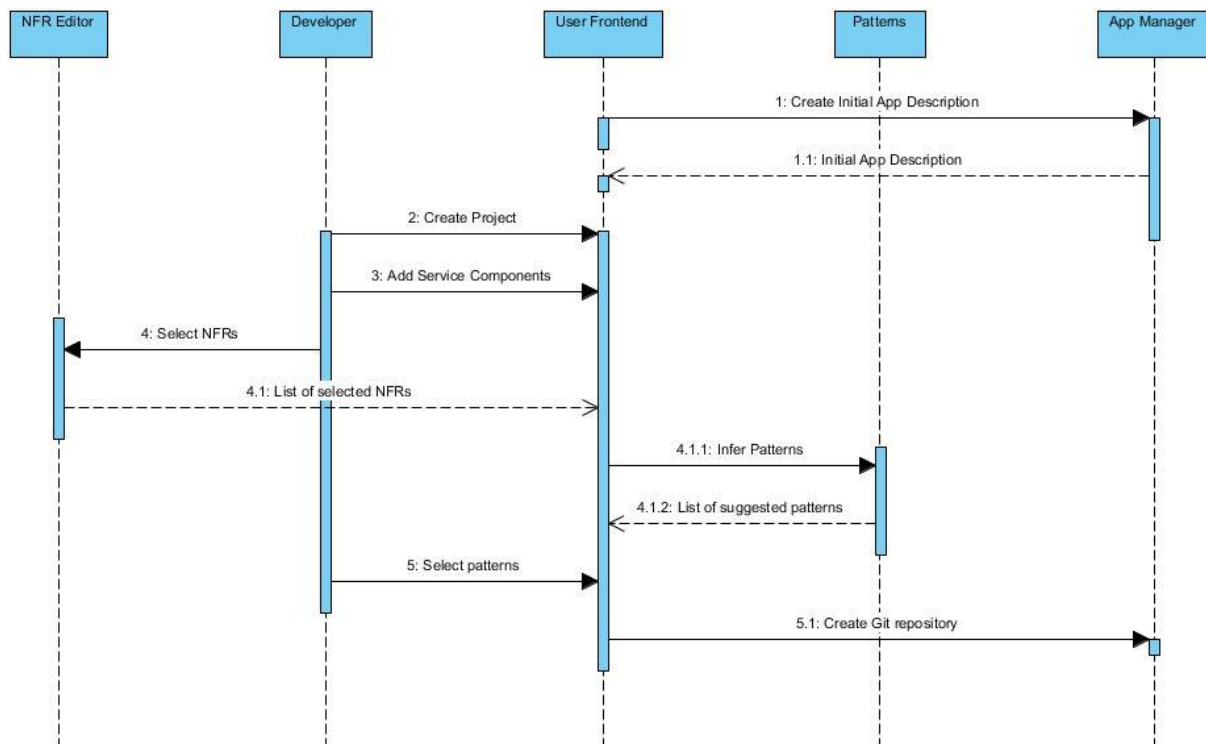 NFR Editor
Developer
User Frontend
Patterns
App Manager
1: Create Initial App Description
1.1: Initial App Description
2: Create Project
3: Add Service Components
4: Select NFRs
4.1: List of selected NFRs
4.1.1: Infer Patterns
4.1.2: List of suggested patterns
5: Select patterns
5.1: Create Git repository